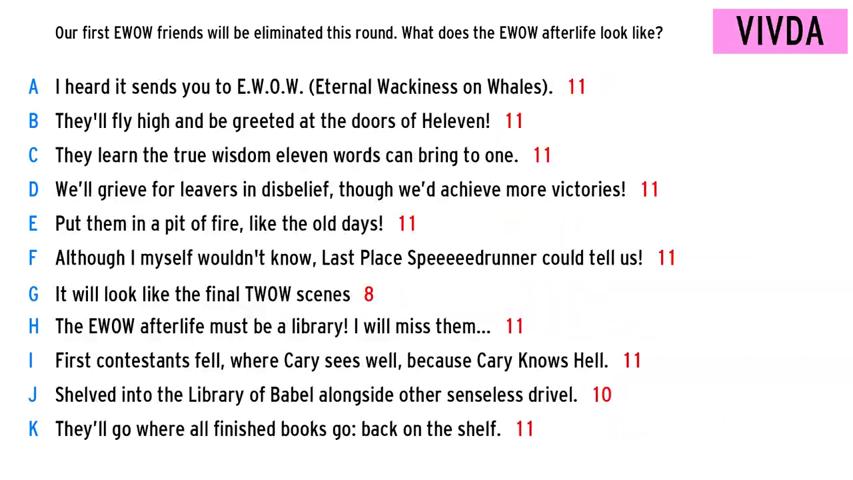 Our first EWOW friends will be eliminated this round. What does the EWOW afterlife look like?
VIVDA
A I heard it sends you to E.W.O.W. (Eternal Wackiness on Whales). 11
B They'll fly high and be greeted at the doors of Heleven! 11
C They learn the true wisdom eleven words can bring to one. 11
D We'll grieve for leavers in disbelief, though we'd achieve more victories! 11
E Put them in a pit of fire, like the old days! 11
F Although I myself wouldn't know, Last Place Speeeeedrunner could tell us! 11
G It will look like the final TWOW scenes 8
H The EWOW afterlife must be a library! I will miss them... 11
I First contestants fell, where Cary sees well, because Cary Knows Hell. 11
J Shelved into the Library of Babel alongside other senseless drivel. 10
K They'll go where all finished books go: back on the shelf. 11